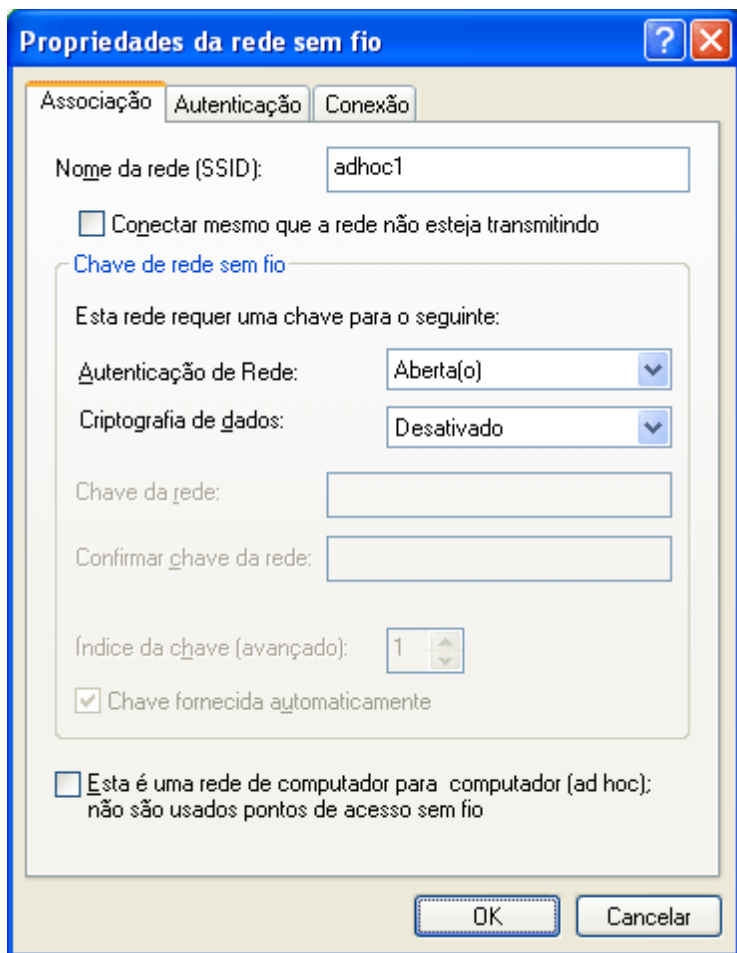 Propriedades da rede sem fio
Associação Autenticação Conexão
Nome da rede (SSID): adhoc1
Conectar mesmo que a rede não esteja transmitindo
Chave de rede sem fio
Esta rede requer uma chave para o seguinte:
Autenticação de Rede: Aberta(o)
Criptografia de dados: Desativado
Chave da rede:
Confirmar chave da rede:
Índice da chave (avançado): 1
Chave fornecida automaticamente
Esta é uma rede de computador para computador (ad hoc);
não são usados pontos de acesso sem fio
OK Cancelar